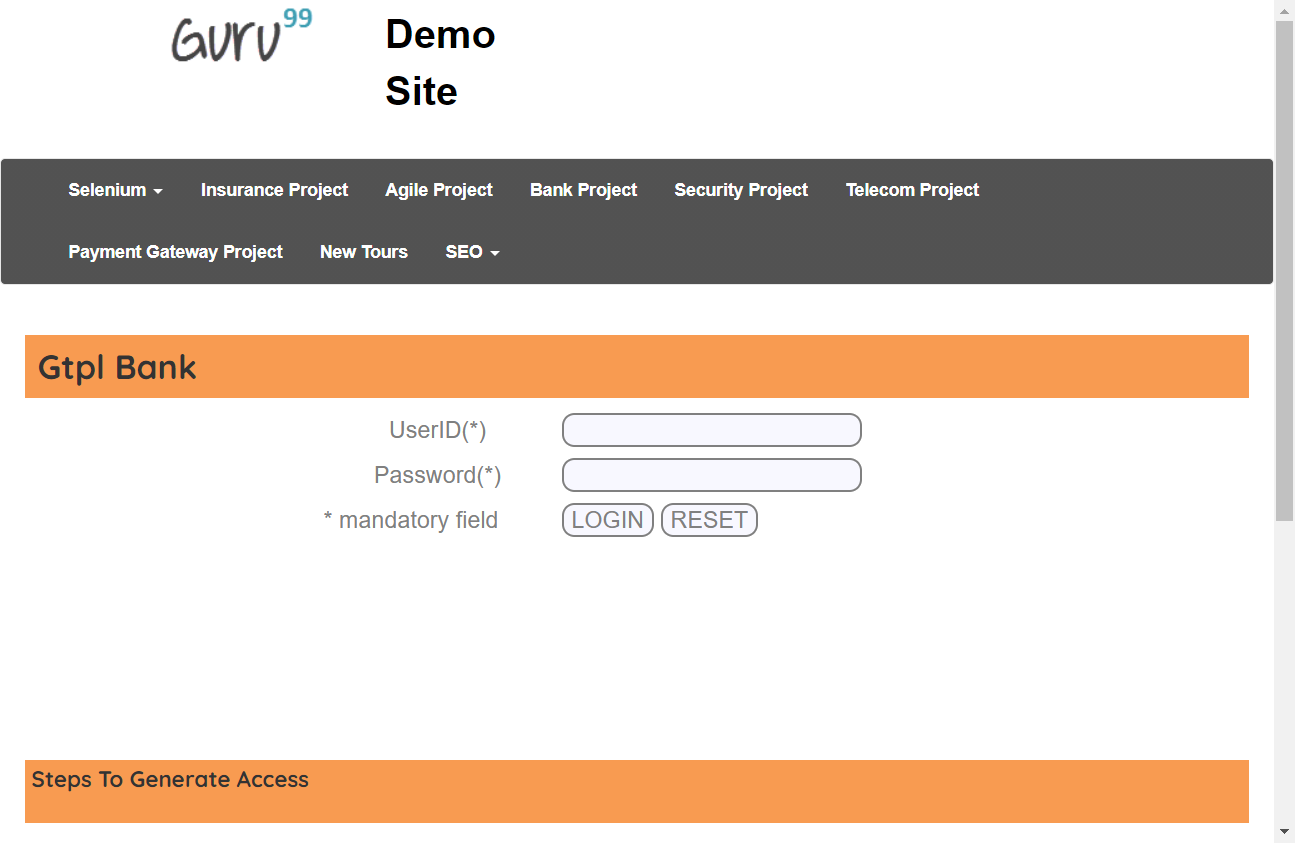 Guru99
Demo
Site
Selenium Insurance Project Agile Project Bank Project Security Project Telecom Project
Payment Gateway Project New Tours SEO
Gtpl Bank
UserID(*)
Password(*)
* mandatory field LOGIN RESET
Steps To Generate Access